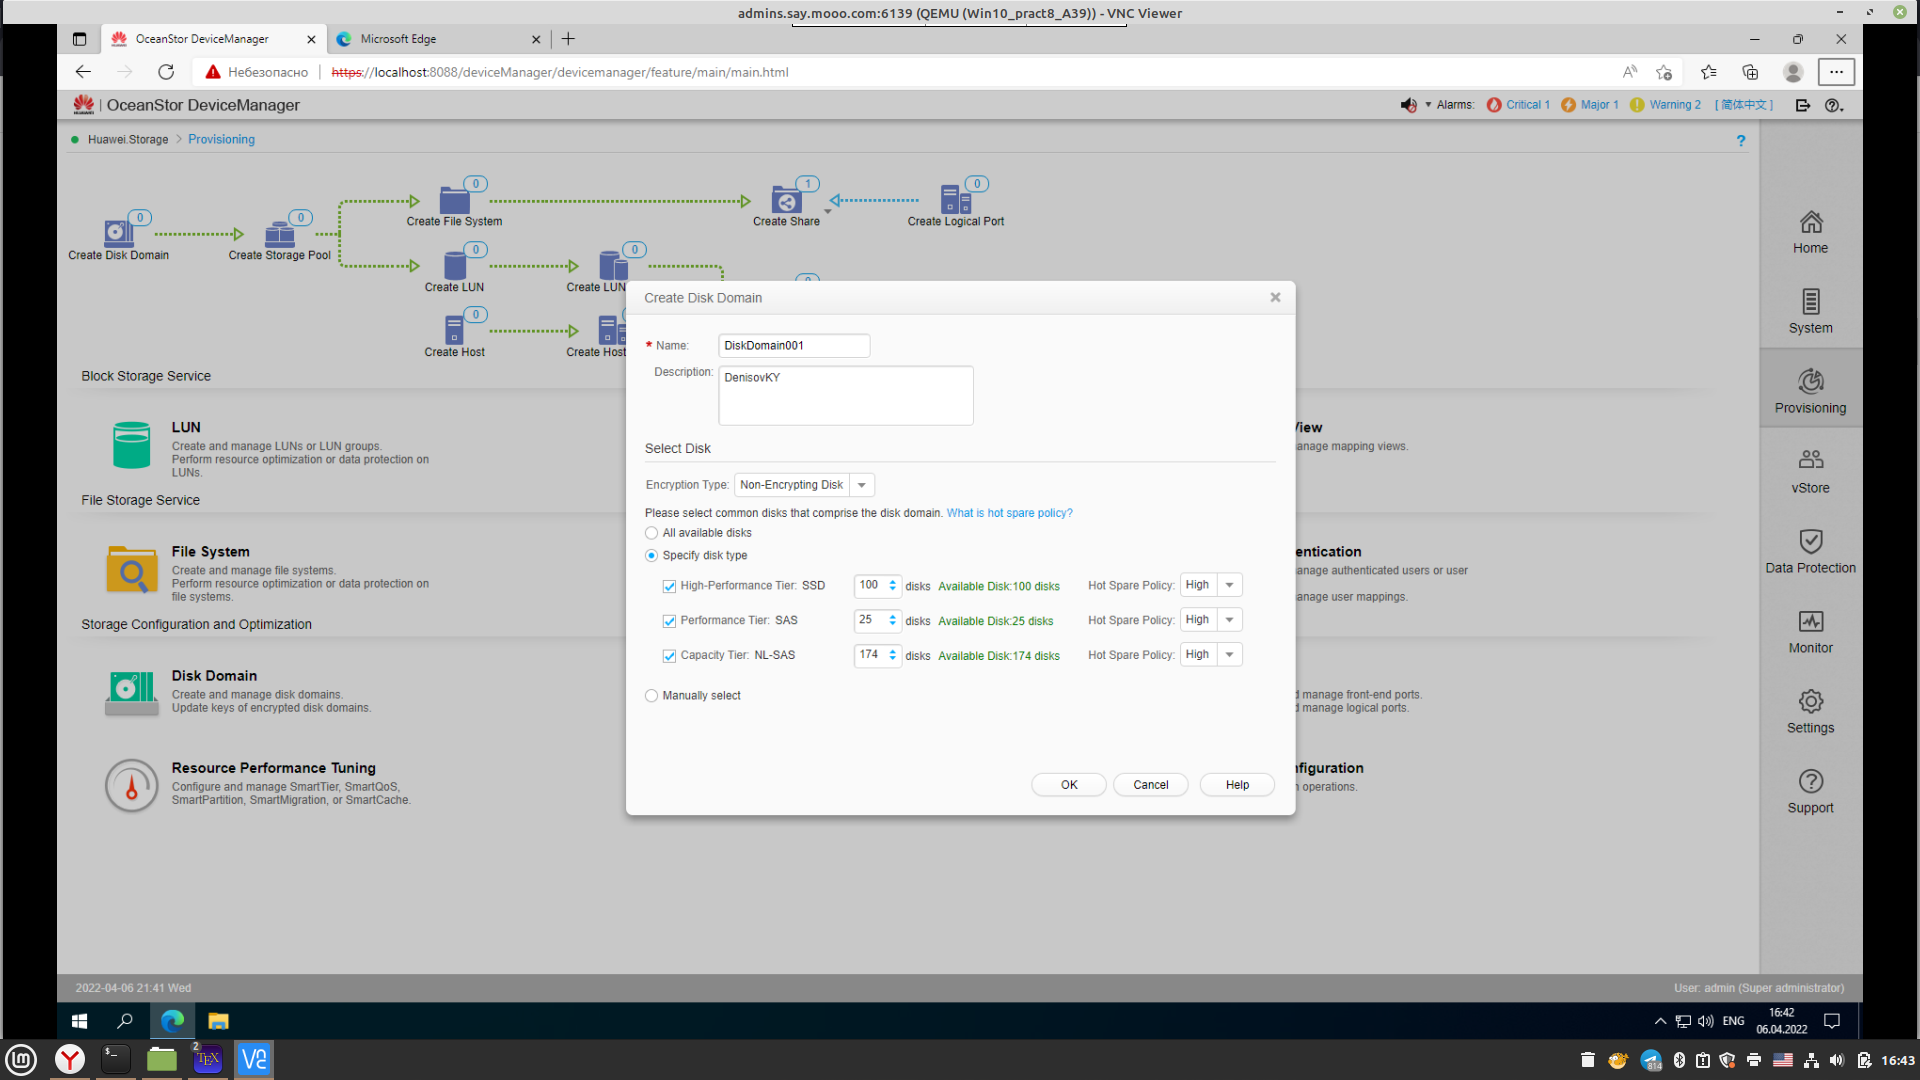 admins.say.mooo.com:6139 (QEMU (Win10_pract8_A39)) - VNC Viewer
OceanStor DeviceManager
Microsoft Edge
Небезопасно
https://localhost:8088/deviceManager/devicemanager/feature/main/main.html
HUAWEI
OceanStor DeviceManager
Alarms:
Critical 1
Major 1
Warning 2
[ 简体中文 ]
Huawei.Storage > Provisioning
?
0
Create File System
1
Create Share
0
Create Logical Port
0
Create Disk Domain
0
Create Storage Pool
0
Create LUN
0
Create LUN
0
Create Host
Create Host
Home
System
Provisioning
vStore
Data Protection
Monitor
Settings
Support
Block Storage Service
LUN
Create and manage LUNs or LUN groups.
Perform resource optimization or data protection on
LUNs.
File Storage Service
File System
Create and manage file systems.
Perform resource optimization or data protection on
file systems.
Storage Configuration and Optimization
Disk Domain
Create and manage disk domains.
Update keys of encrypted disk domains.
Resource Performance Tuning
Configure and manage SmartTier, SmartQoS,
SmartPartition, SmartMigration, or SmartCache.
View
anage mapping views.
entication
anage authenticated users or user
anage user mappings.
d manage front-end ports.
d manage logical ports.
nfiguration
n operations.
Create Disk Domain
* Name:
DiskDomain001
Description:
DenisovKY
Select Disk
Encryption Type:
Non-Encrypting Disk
Please select common disks that comprise the disk domain. What is hot spare policy?
All available disks
Specify disk type
High-Performance Tier: SSD 100 disks Available Disk:100 disks Hot Spare Policy: High
Performance Tier: SAS 25 disks Available Disk:25 disks Hot Spare Policy: High
Capacity Tier: NL-SAS 174 disks Available Disk:174 disks Hot Spare Policy: High
Manually select
OK
Cancel
Help
2022-04-06 21:41 Wed
User: admin (Super administrator)
ENG
16:42
06.04.2022
2
TEX
814
16:43